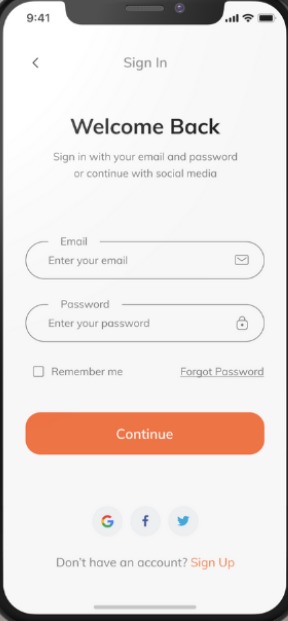 9:41
Sign In
Welcome Back
Sign in with your email and password
or continue with social media
Email
Enter your email
Password
Enter your password
Remember me Forgot Password
Continue
Don't have an account? Sign Up